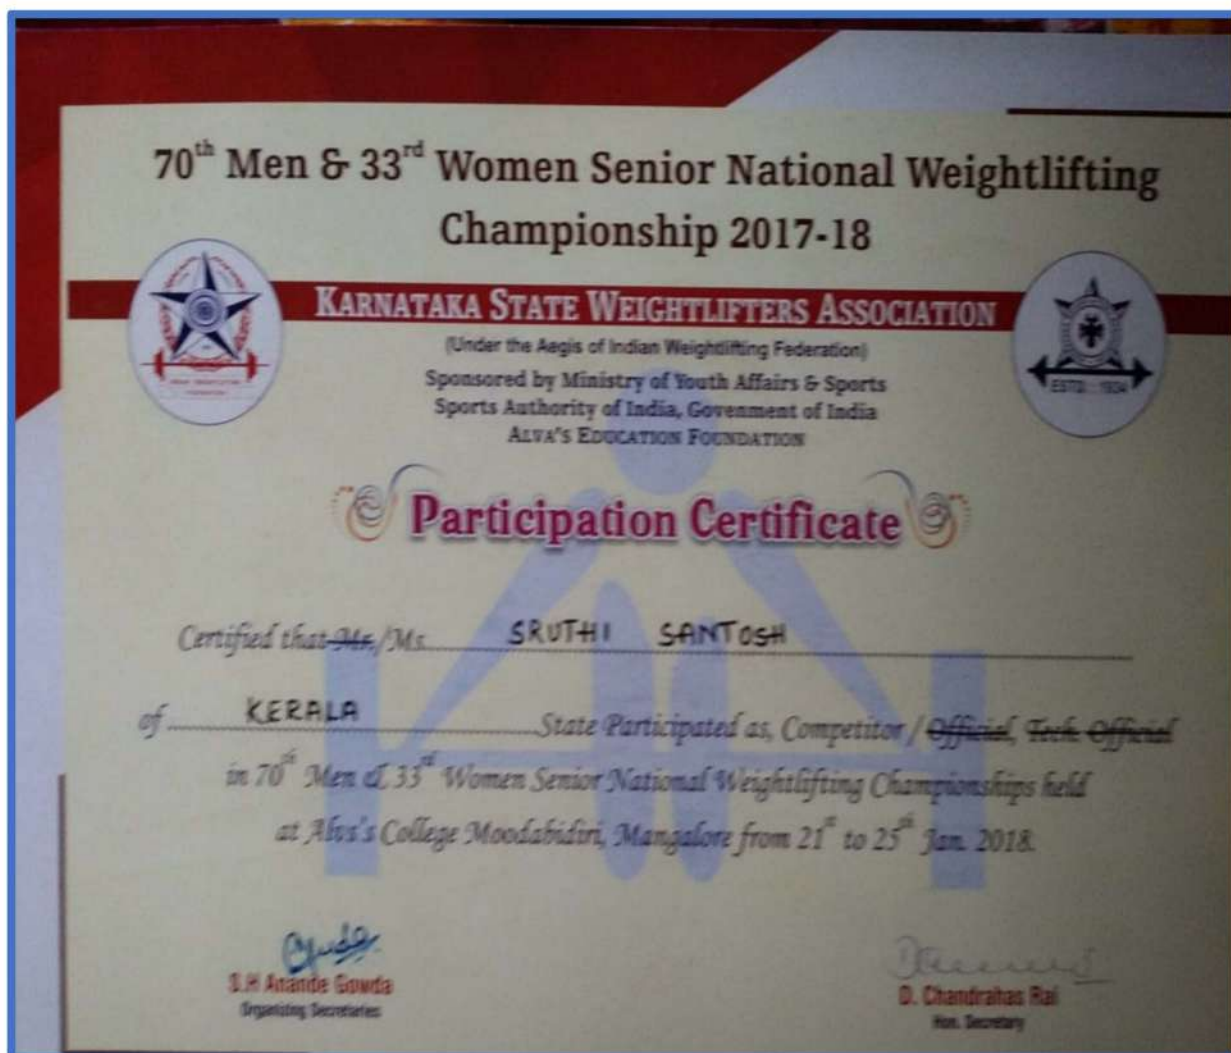 70th Men & 33rd Women Senior National Weightlifting
Championship 2017-18
KARNATAKA STATE WEIGHTLIFTERS ASSOCIATION
(Under the Aegis of Indian Weightlifting Federation)
Sponsored by Ministry of Youth Affairs & Sports
Sports Authority of India, Govenment of India
ALVA'S EDUCATION FOUNDATION
ESTD : 1934
Participation Certificate
Certified that Mr./Ms. SRUTHI SANTOSH
of KERALA State Participated as, Competitor / Official, Tech. Official
in 70th Men & 33rd Women Senior National Weightlifting Championships held
at Alva's College Moodabidiri, Mangalore from 21st to 25th Jan. 2018.
S.H Anande Gowda
Organizing Secretaries
D. Chandrahas Rai
Hon. Secretary